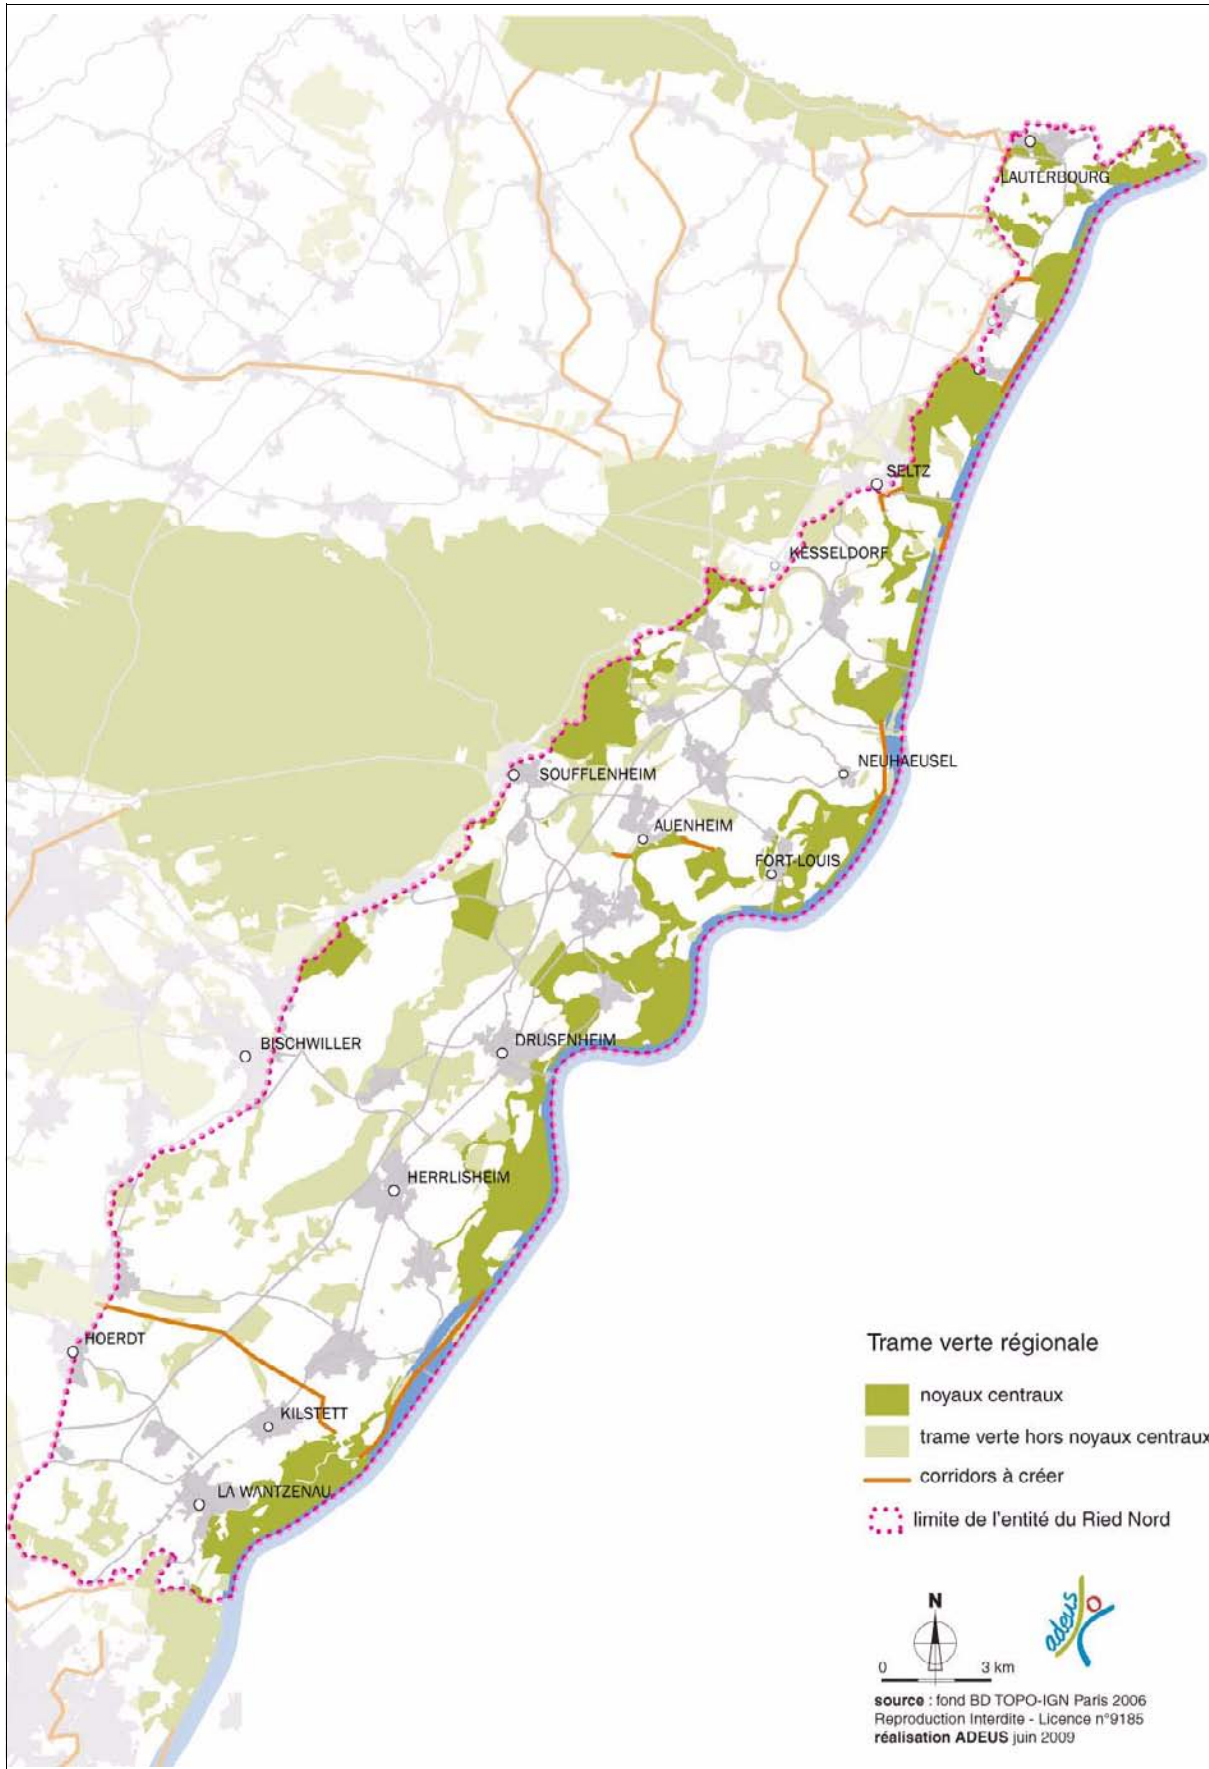 LAUTERBOURG
SELTZ
KESSELDORF
NEUHAEUSEL
SOUFFLENHEIM
AUENHEIM
FORT-LOUIS
BISCHWILLER
DRUSENHEIM
HERRLISHEIM
HOERDT
KILSTETT
LA WANTZENAU
Trame verte régionale
noyaux centraux
trame verte hors noyaux centraux
corridors à créer
limite de l'entité du Ried Nord
N
0 3 km
adeus
source : fond BD TOPO-IGN Paris 2006
Reproduction Interdite - Licence n°9185
réalisation ADEUS juin 2009